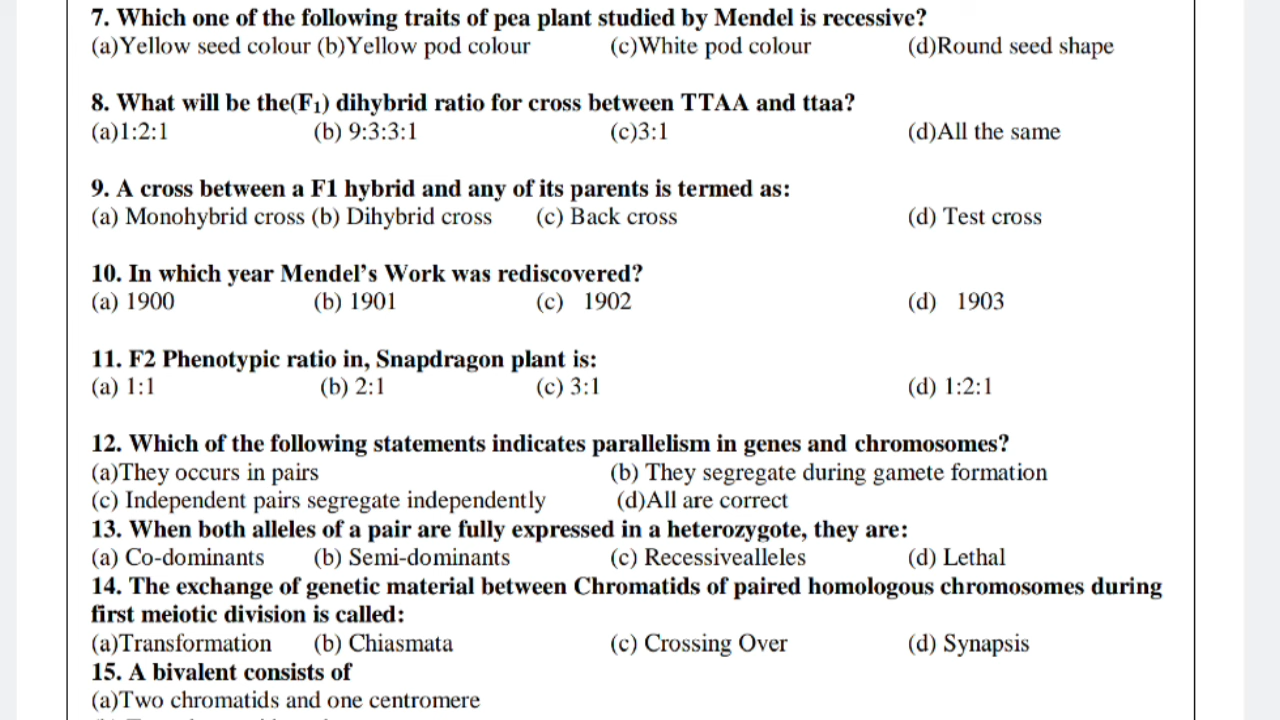 7. Which one of the following traits of pea plant studied by Mendel is recessive?
(a)Yellow seed colour (b)Yellow pod colour (c)White pod colour (d)Round seed shape
8. What will be the(F₁) dihybrid ratio for cross between TTAA and ttaa?
(a)1:2:1 (b) 9:3:3:1 (c)3:1 (d)All the same
9. A cross between a F1 hybrid and any of its parents is termed as:
(a) Monohybrid cross (b) Dihybrid cross (c) Back cross (d) Test cross
10. In which year Mendel’s Work was rediscovered?
(a) 1900 (b) 1901 (c) 1902 (d) 1903
11. F2 Phenotypic ratio in, Snapdragon plant is:
(a) 1:1 (b) 2:1 (c) 3:1 (d) 1:2:1
12. Which of the following statements indicates parallelism in genes and chromosomes?
(a)They occurs in pairs (b) They segregate during gamete formation
(c) Independent pairs segregate independently (d)All are correct
13. When both alleles of a pair are fully expressed in a heterozygote, they are:
(a) Co-dominants (b) Semi-dominants (c) Recessivealleles (d) Lethal
14. The exchange of genetic material between Chromatids of paired homologous chromosomes during
first meiotic division is called:
(a)Transformation (b) Chiasmata (c) Crossing Over (d) Synapsis
15. A bivalent consists of
(a)Two chromatids and one centromere